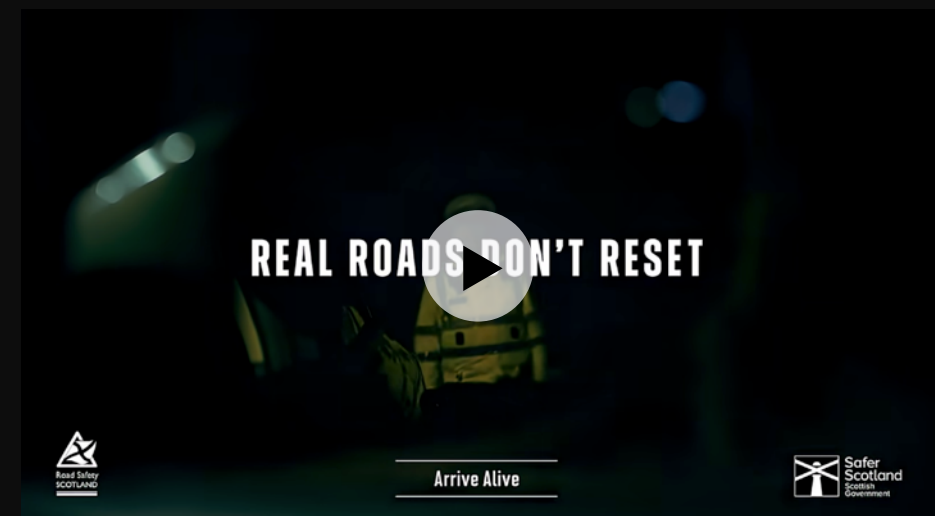 REAL ROADS DON'T RESET
Road Safety
SCOTLAND
Arrive Alive
Safer
Scotland
Scottish
Government